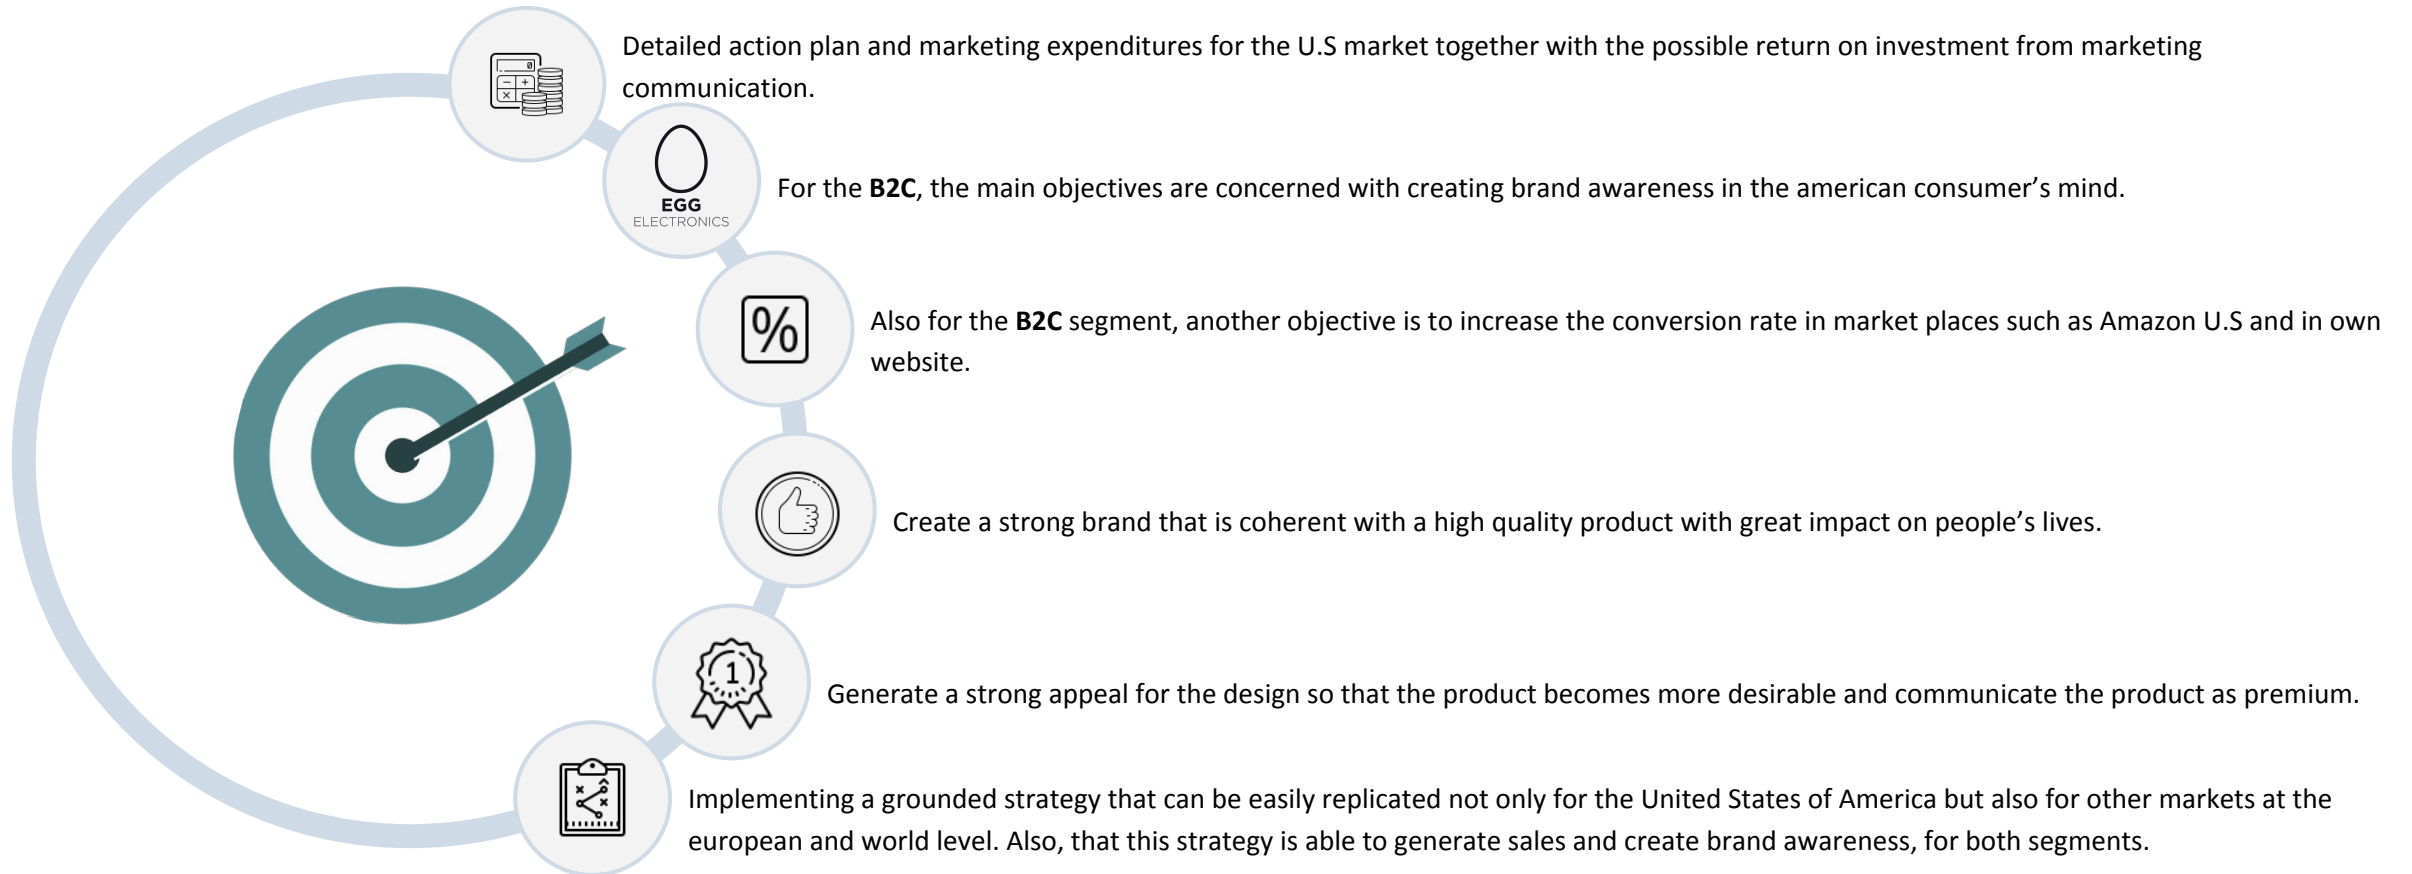 Detailed action plan and marketing expenditures for the U.S market together with the possible return on investment from marketing
communication.
EGG
ELECTRONICS
For the B2C, the main objectives are concerned with creating brand awareness in the american consumer’s mind.
%
Also for the B2C segment, another objective is to increase the conversion rate in market places such as Amazon U.S and in own
website.
Create a strong brand that is coherent with a high quality product with great impact on people’s lives.
1
Generate a strong appeal for the design so that the product becomes more desirable and communicate the product as premium.
Implementing a grounded strategy that can be easily replicated not only for the United States of America but also for other markets at the
european and world level. Also, that this strategy is able to generate sales and create brand awareness, for both segments.